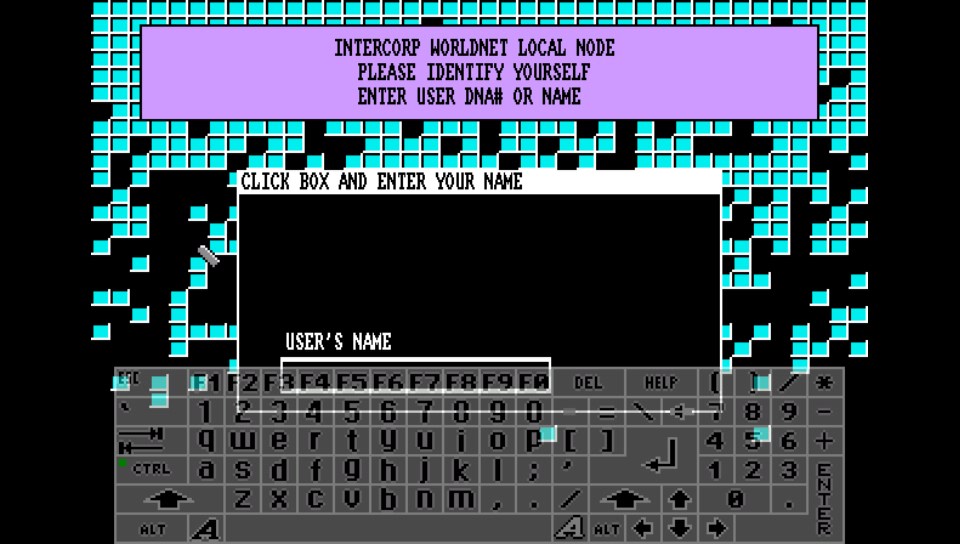 INTERCORP WORLDNET LOCAL NODE
PLEASE IDENTIFY YOURSELF
ENTER USER DNA# OR NAME
CLICK BOX AND ENTER YOUR NAME
USER'S NAME
ESC F1 F2 F3 F4 F5 F6 F7 F8 F9 F0 DEL HELP [ ] / *
` 1 2 3 4 5 6 7 8 9 0 - = \ 7 8 9 -
q w e r t y u i o p [ ] 4 5 6 +
CTRL a s d f g h j k l ; ' 1 2 3 ENTER
z x c v b n m , . / 0 .
ALT A A ALT